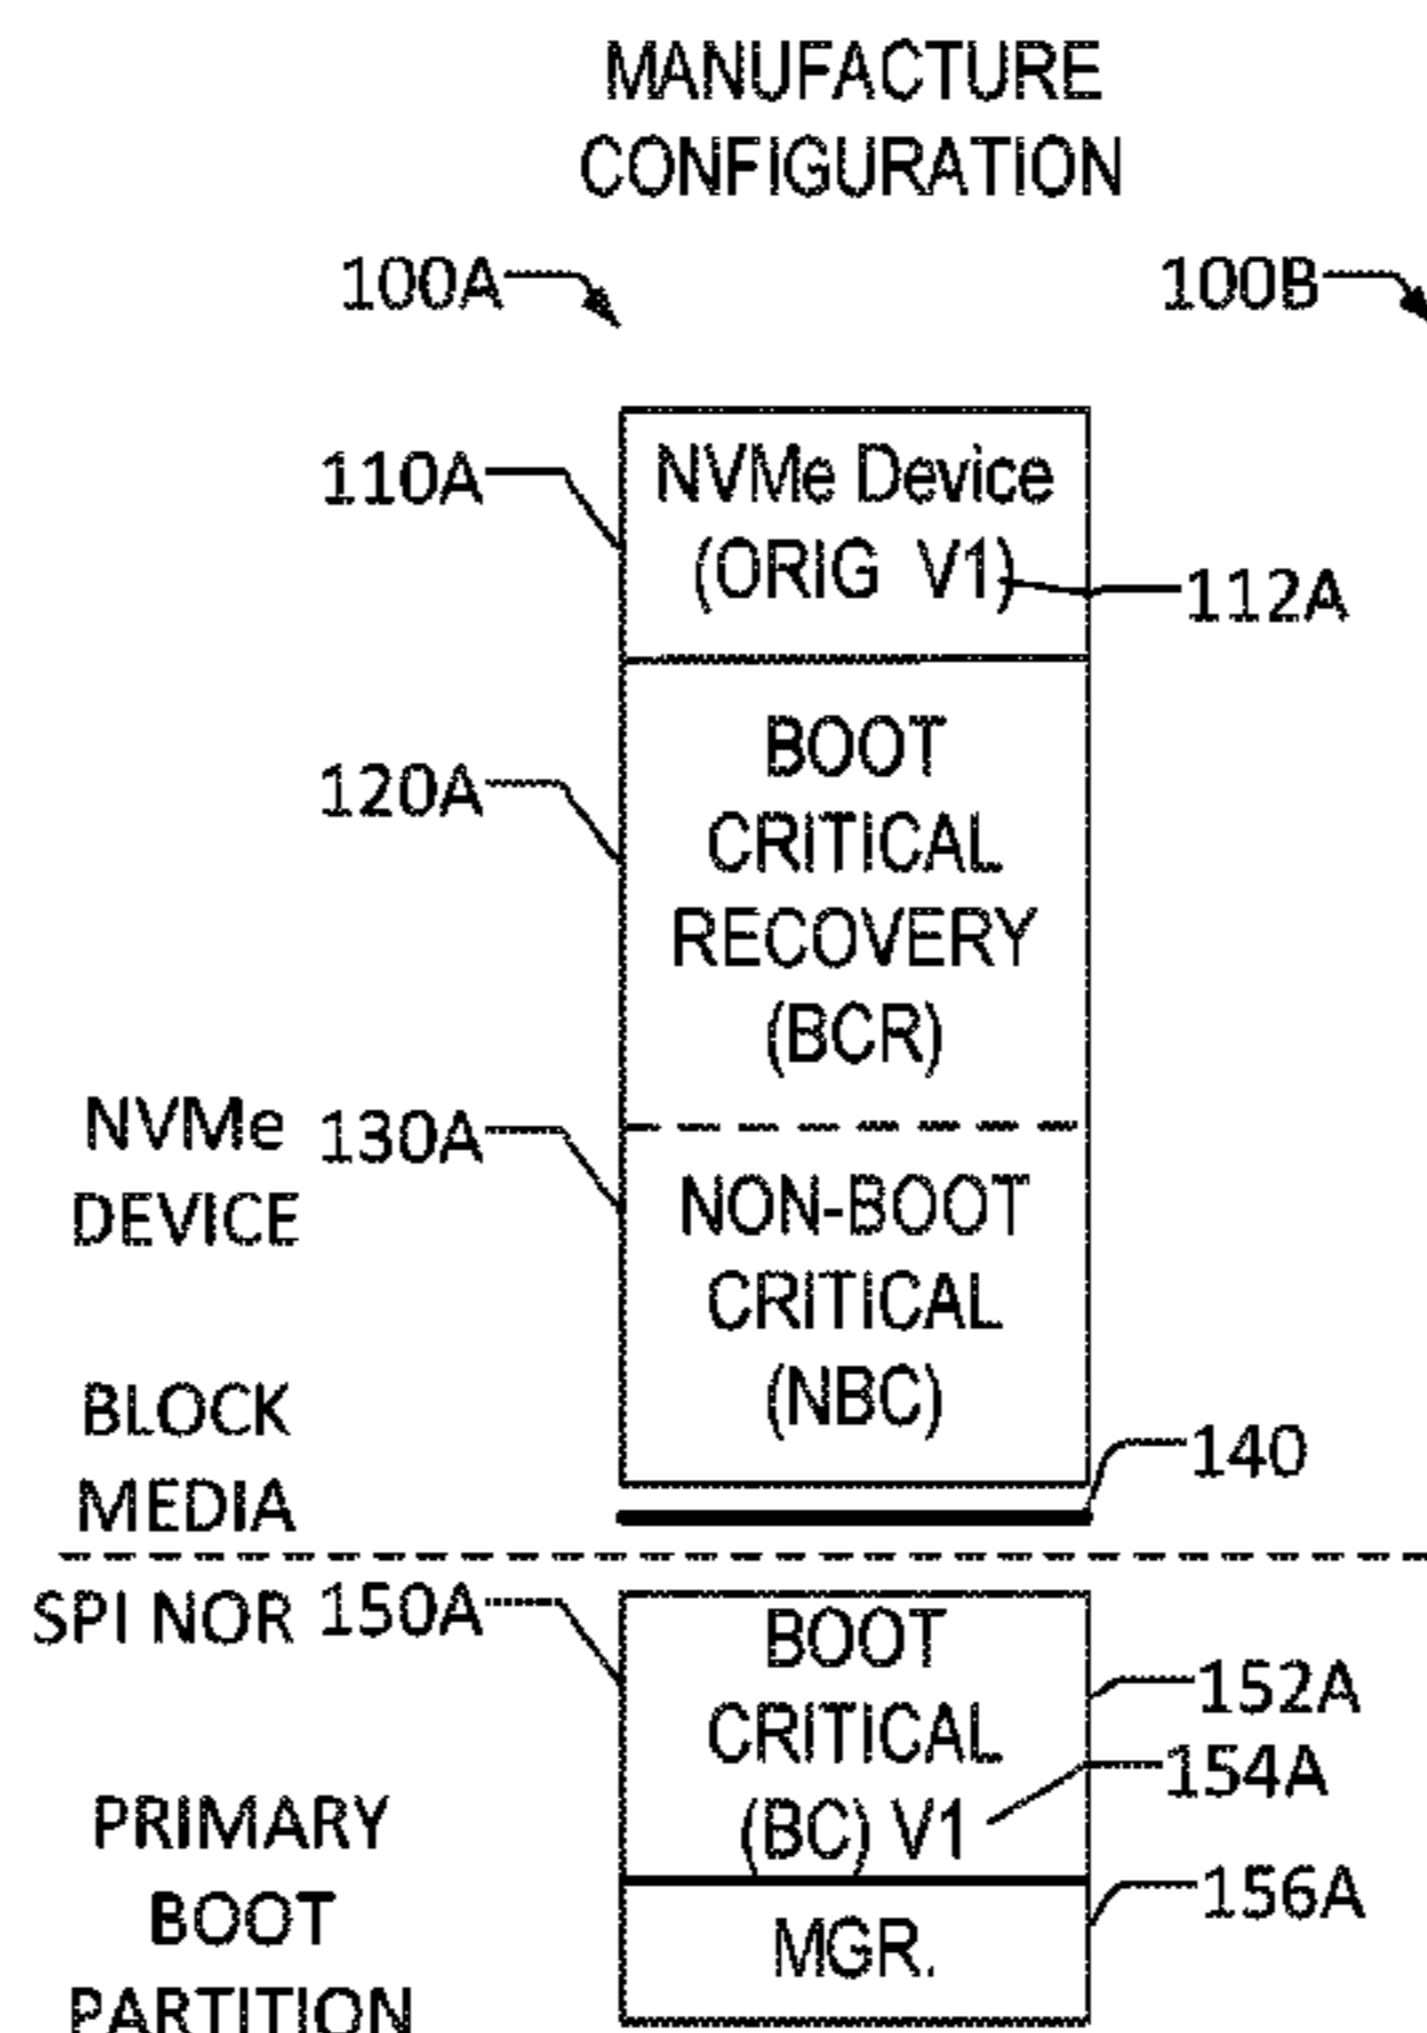 MANUFACTURE
CONFIGURATION
100A
100B
NVMe Device
110A
(ORIG V1)
112A
BOOT
120A
CRITICAL
RECOVERY
(BCR)
NVMe
DEVICE
130A
NON-BOOT
CRITICAL
(NBC)
BLOCK
MEDIA
140
SPI NOR
150A
BOOT
CRITICAL
(BC) V1
152A
154A
PRIMARY
BOOT
PARTITION
156A
MGR.